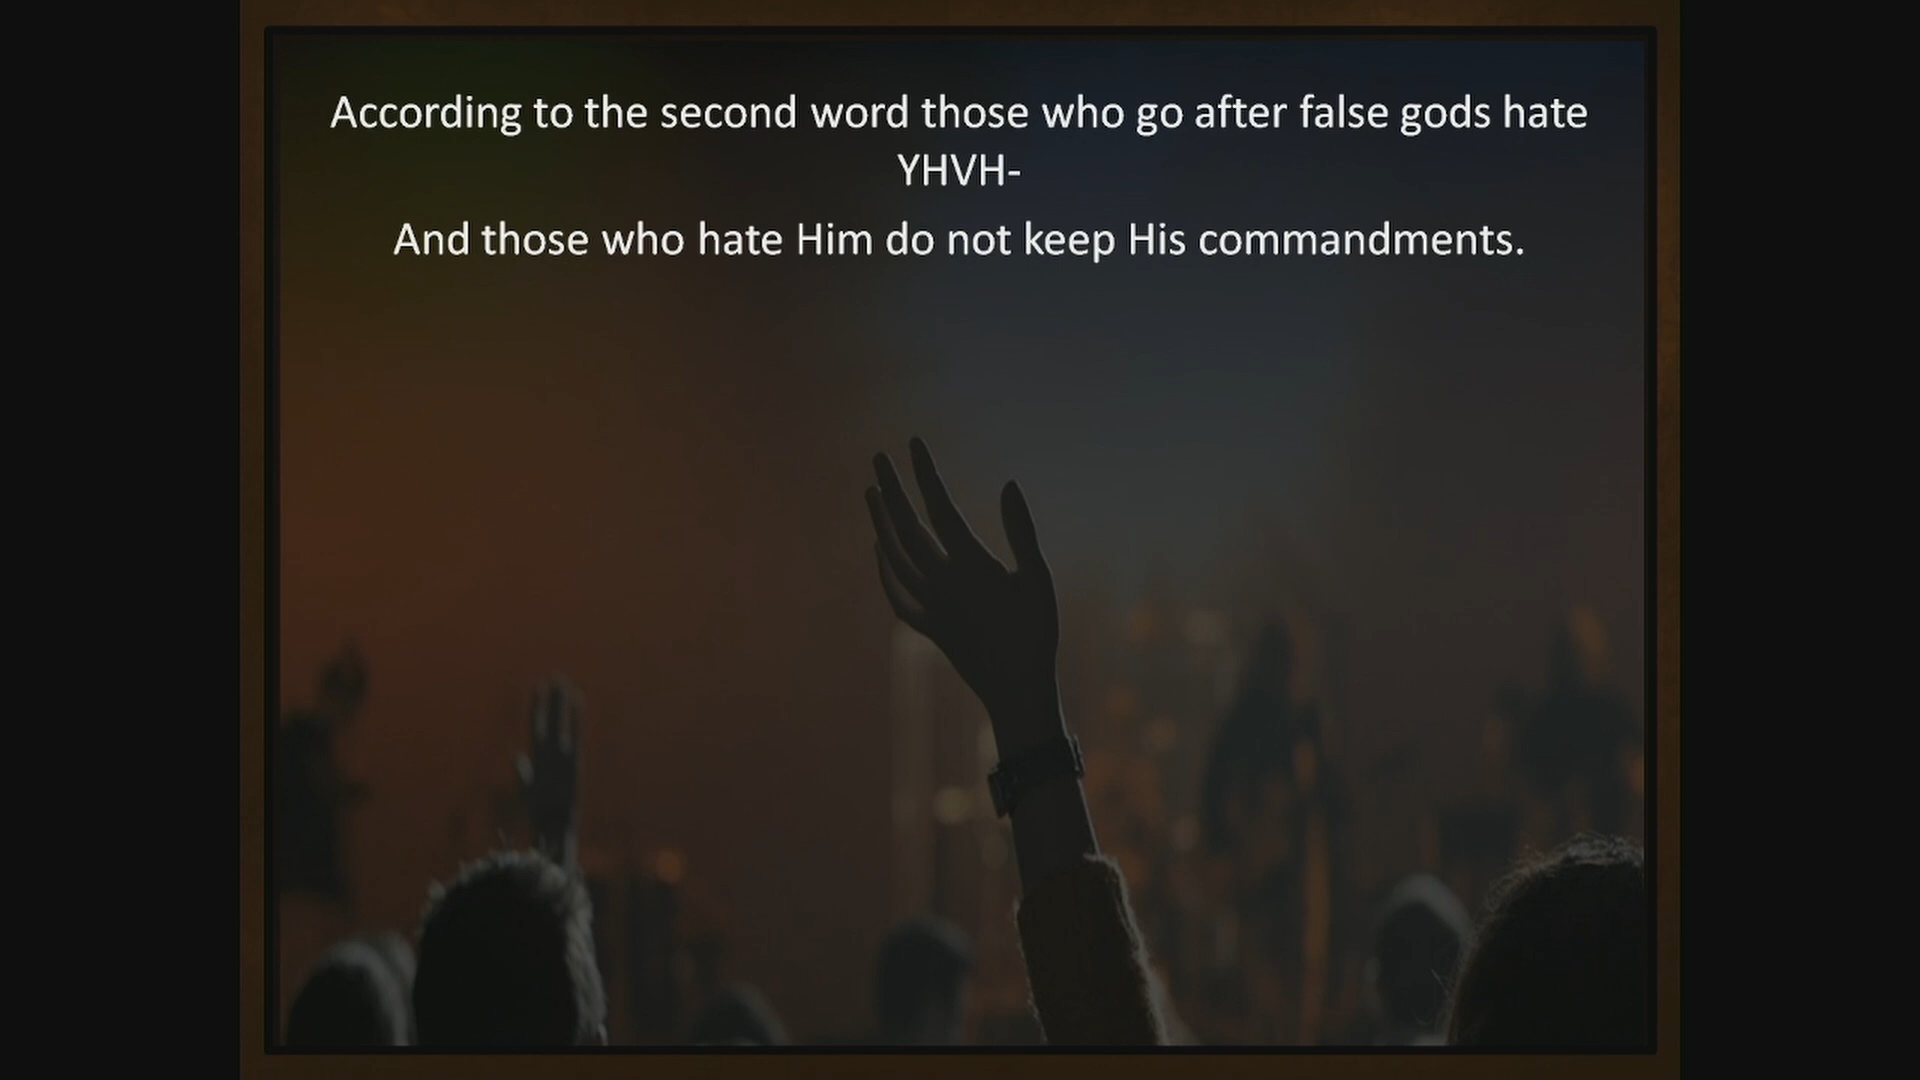 According to the second word those who go after false gods hate
YHVH-
And those who hate Him do not keep His commandments.